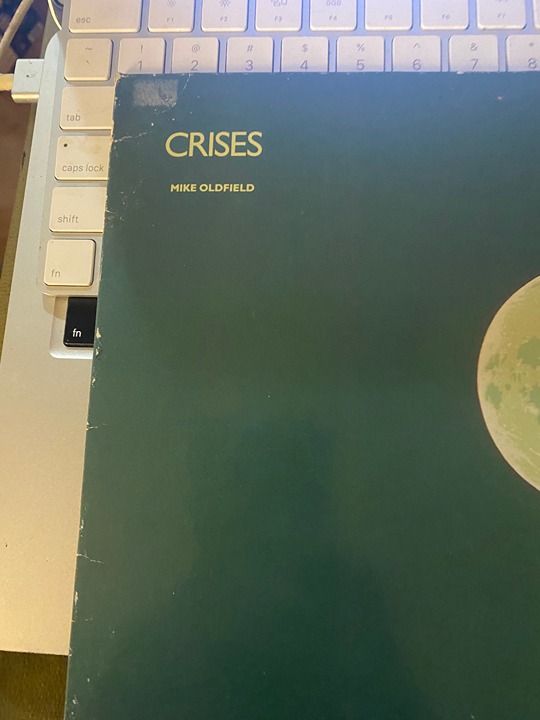 esc
F1
F2
F3
F4
F5
F6
F7
~
`
!
1
@
2
#
3
$
4
%
5
^
6
&
7
*
8
tab
caps lock
shift
fn
fn
CRISES
MIKE OLDFIELD